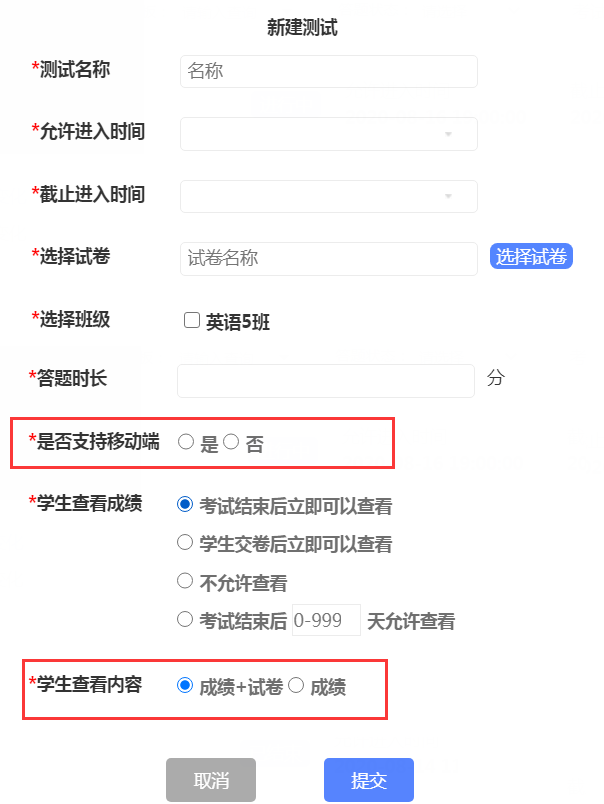 新建测试
*测试名称 名称
*允许进入时间
*截止进入时间
*选择试卷 试卷名称 选择试卷
*选择班级 英语5班
*答题时长 分
*是否支持移动端 是 否
*学生查看成绩 考试结束后立即可以查看
学生交卷后立即可以查看
不允许查看
考试结束后 0-999 天允许查看
*学生查看内容 成绩+试卷 成绩
取消 提交